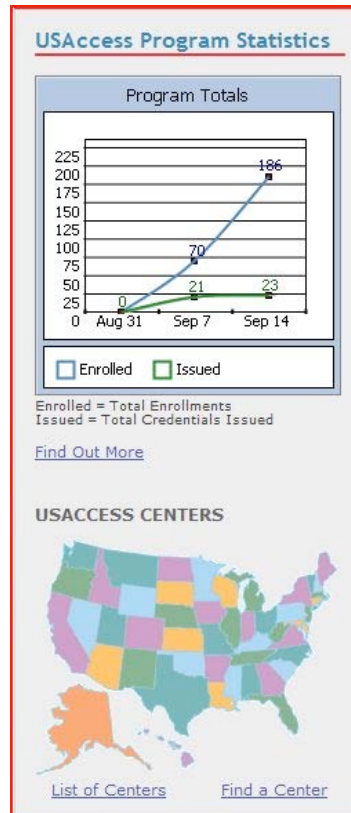 USAccess Program Statistics
Program Totals
225
200
175
150
125
100
75
50
25
0
186
70
21
23
0
Aug 31 Sep 7 Sep 14
Enrolled Issued
Enrolled = Total Enrollments
Issued = Total Credentials Issued
Find Out More
USACCESS CENTERS
List of Centers Find a Center